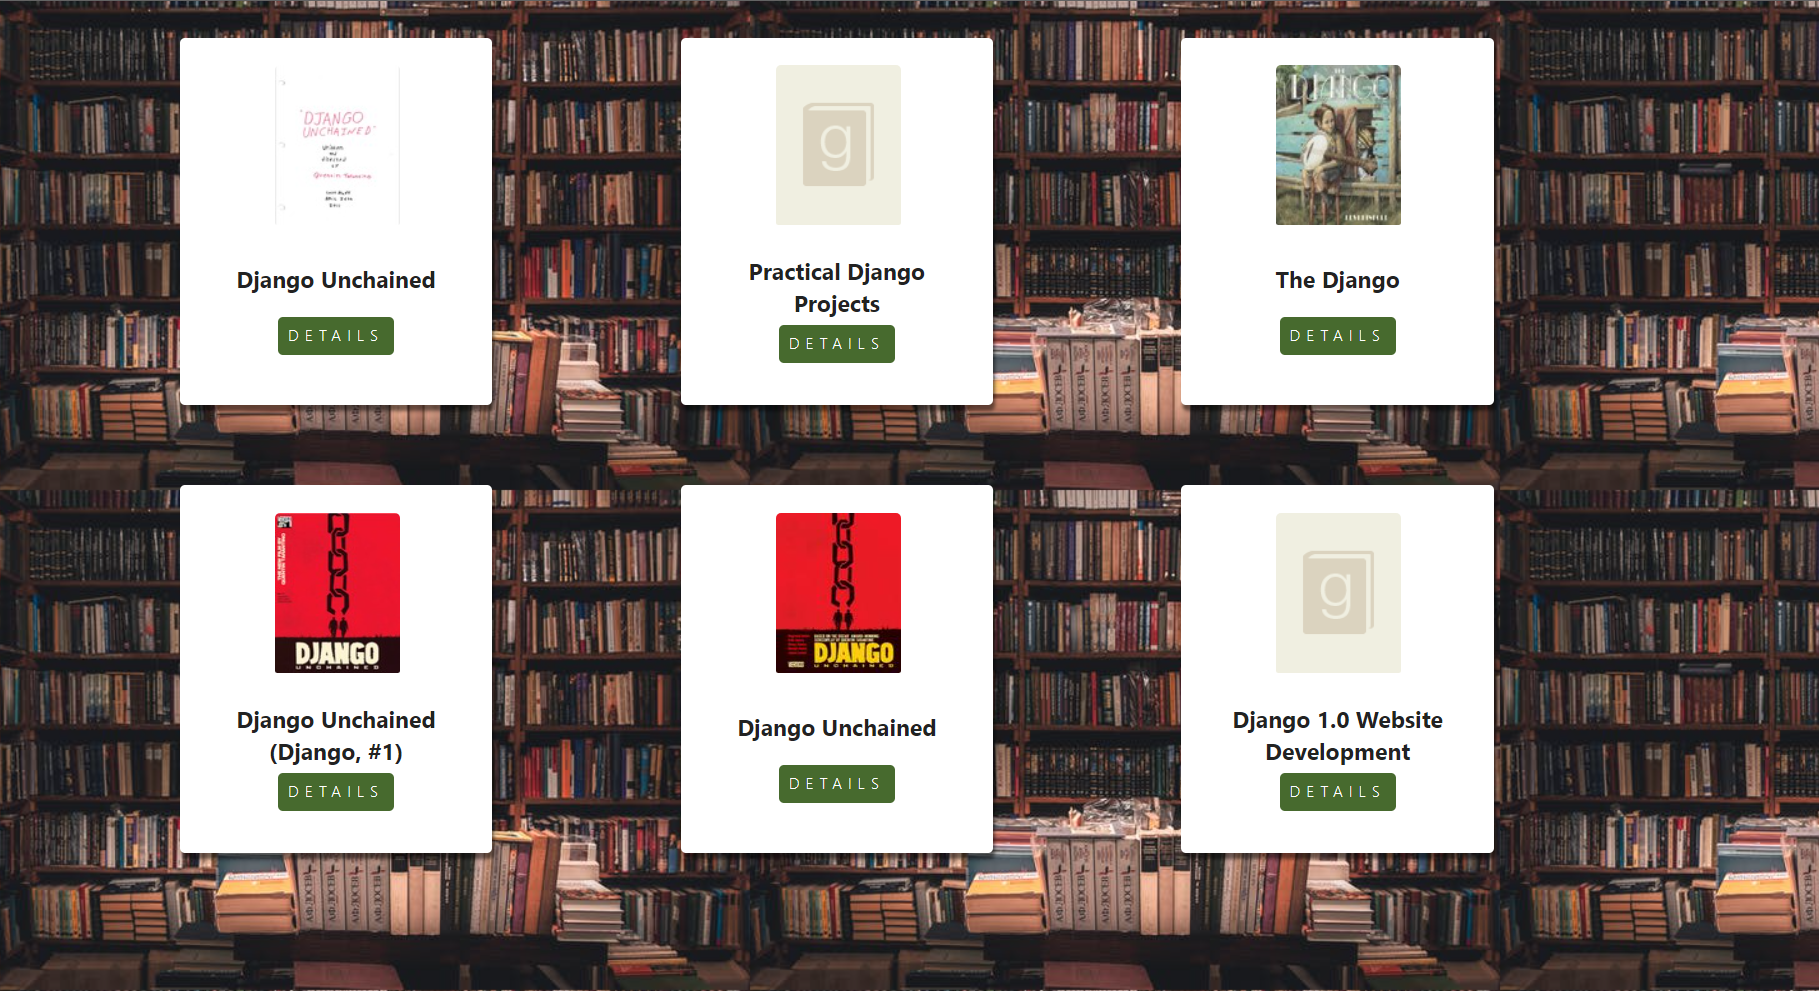 "DJANGO
UNCHAINED"
Django Unchained
DETAILS
g
Practical Django
Projects
DETAILS
THE
DJANGO
The Django
DETAILS
DJANGO
UNCHAINED
Django Unchained
(Django, #1)
DETAILS
DJANGO
UNCHAINED
Django Unchained
DETAILS
g
Django 1.0 Website
Development
DETAILS